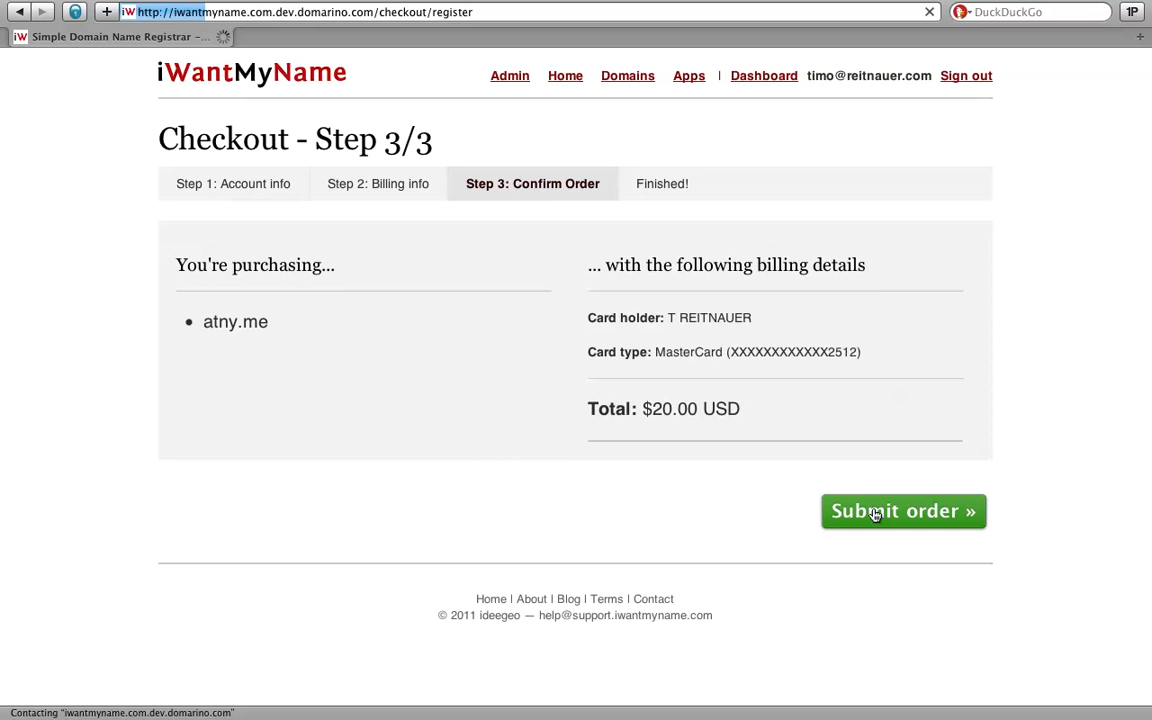 http://iwantmyname.com.dev.domarino.com/checkout/register
DuckDuckGo
1P
iW Simple Domain Name Registrar –...
iWantMyName
Admin Home Domains Apps | Dashboard timo@reitnauer.com Sign out
Checkout - Step 3/3
Step 1: Account info Step 2: Billing info Step 3: Confirm Order Finished!
You're purchasing...
... with the following billing details
• atny.me
Card holder: T REITNAUER
Card type: MasterCard (XXXXXXXXXXXX2512)
Total: $20.00 USD
Submit order »
Home | About | Blog | Terms | Contact
© 2011 ideegeo — help@support.iwantmyname.com
Contacting "iwantmyname.com.dev.domarino.com"